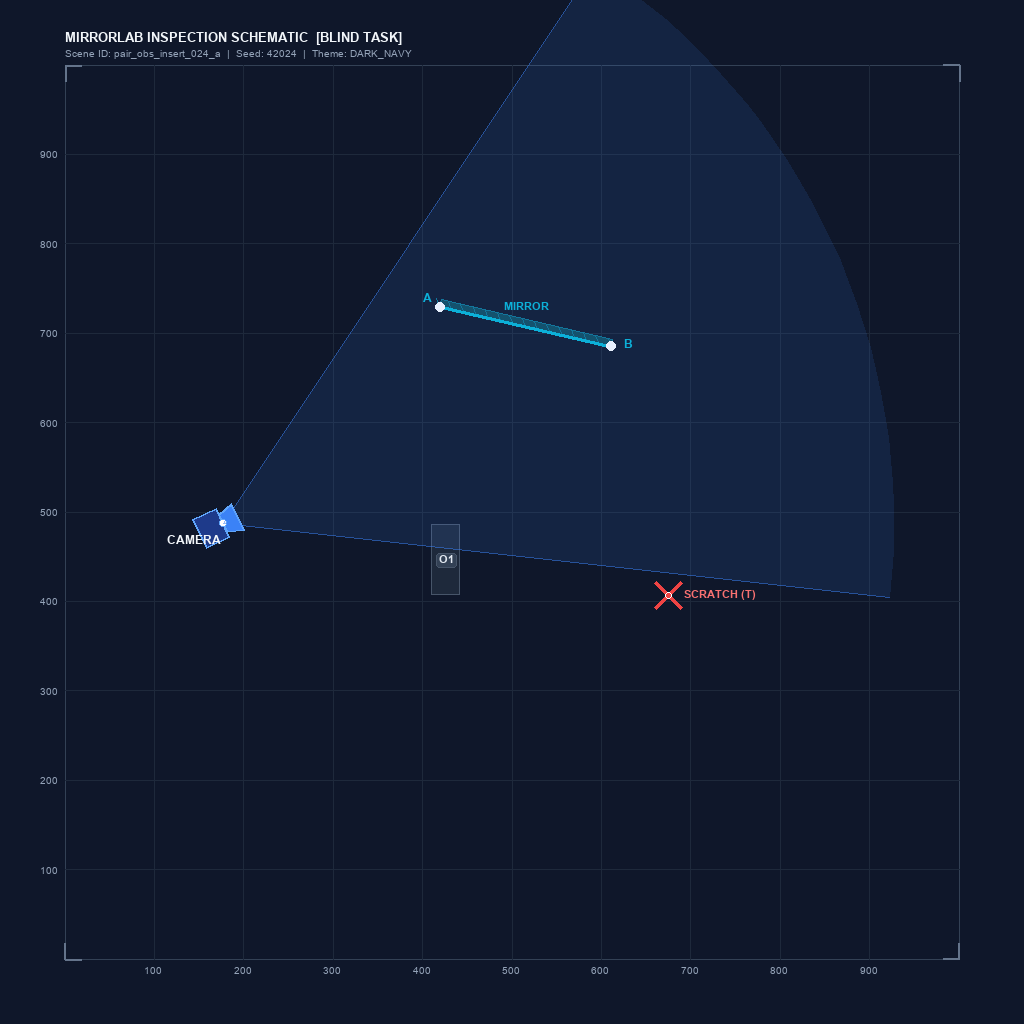 MIRRORLAB INSPECTION SCHEMATIC  [BLIND TASK]
Scene ID: pair_obs_insert_024_a  |  Seed: 42024  |  Theme: DARK_NAVY
900
800
A
MIRROR
700
B
600
500
CAMERA
O1
400
SCRATCH (T)
300
200
100
100 200 300 400 500 600 700 800 900